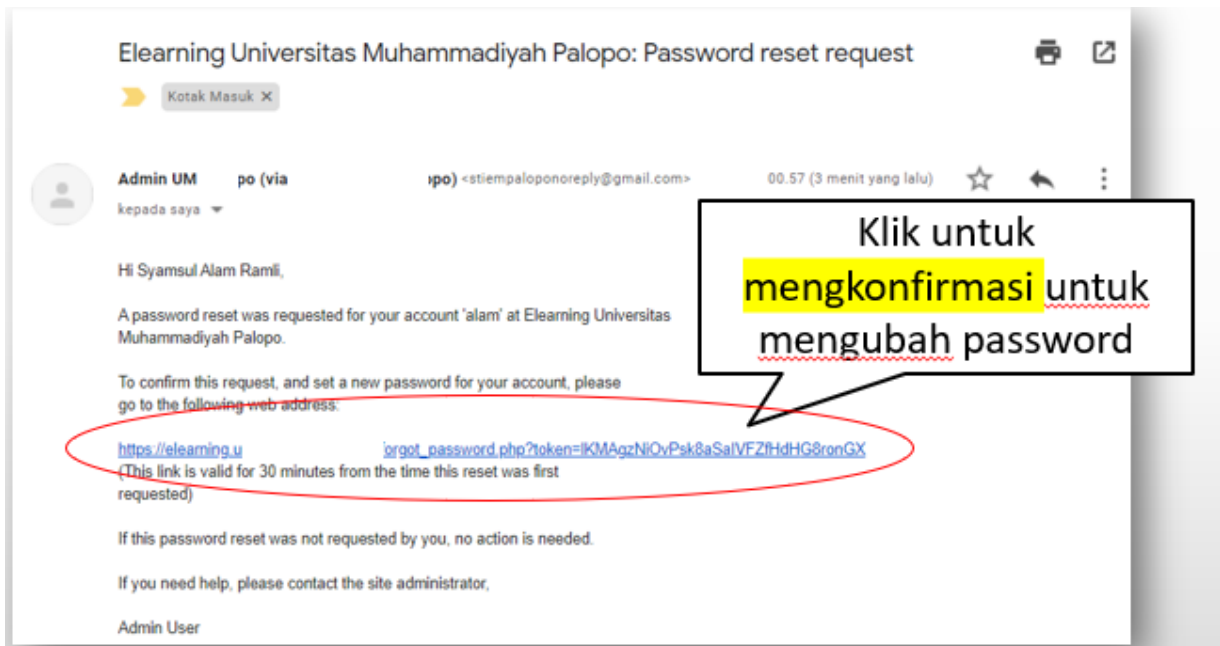 Elearning Universitas Muhammadiyah Palopo: Password reset request
Kotak Masuk X
Admin UM po (via po) <stiempaloponoreply@gmail.com> 00.57 (3 menit yang lalu)
kepada saya
Klik untuk
mengkonfirmasi untuk
mengubah password
Hi Syamsul Alam Ramli,
A password reset was requested for your account 'alam' at Elearning Universitas
Muhammadiyah Palopo.
To confirm this request, and set a new password for your account, please
go to the following web address:
https://elearning.u forgot_password.php?token=IKMAgzNIOvPsk8aSaIVFZfHdHG8ronGX
(This link is valid for 30 minutes from the time this reset was first
requested)
If this password reset was not requested by you, no action is needed.
If you need help, please contact the site administrator,
Admin User